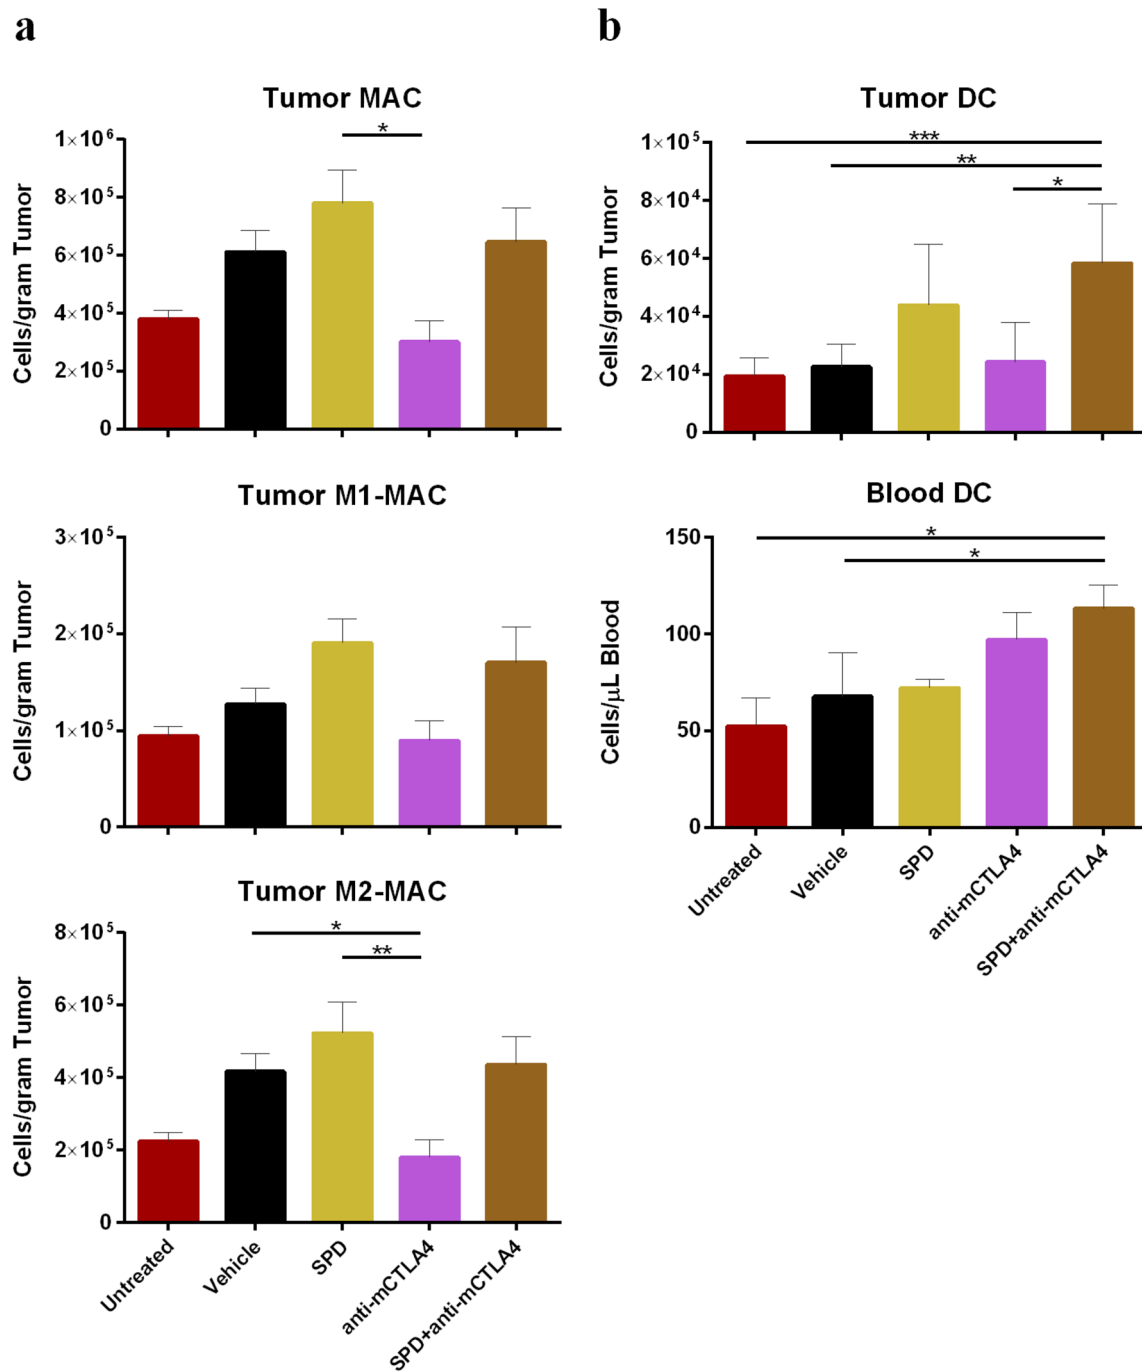 a
Tumor MAC
*
1×10⁶
8×10⁵
6×10⁵
4×10⁵
2×10⁵
0
Cells/gram Tumor
Tumor M1-MAC
3×10⁵
2×10⁵
1×10⁵
0
Cells/gram Tumor
Tumor M2-MAC
*
**
8×10⁵
6×10⁵
4×10⁵
2×10⁵
0
Cells/gram Tumor
Untreated
Vehicle
SPD
anti-mCTLA4
SPD+anti-mCTLA4
b
Tumor DC
***
**
*
1×10⁵
8×10⁴
6×10⁴
4×10⁴
2×10⁴
0
Cells/gram Tumor
Blood DC
*
*
150
100
50
0
Cells/μL Blood
Untreated
Vehicle
SPD
anti-mCTLA4
SPD+anti-mCTLA4